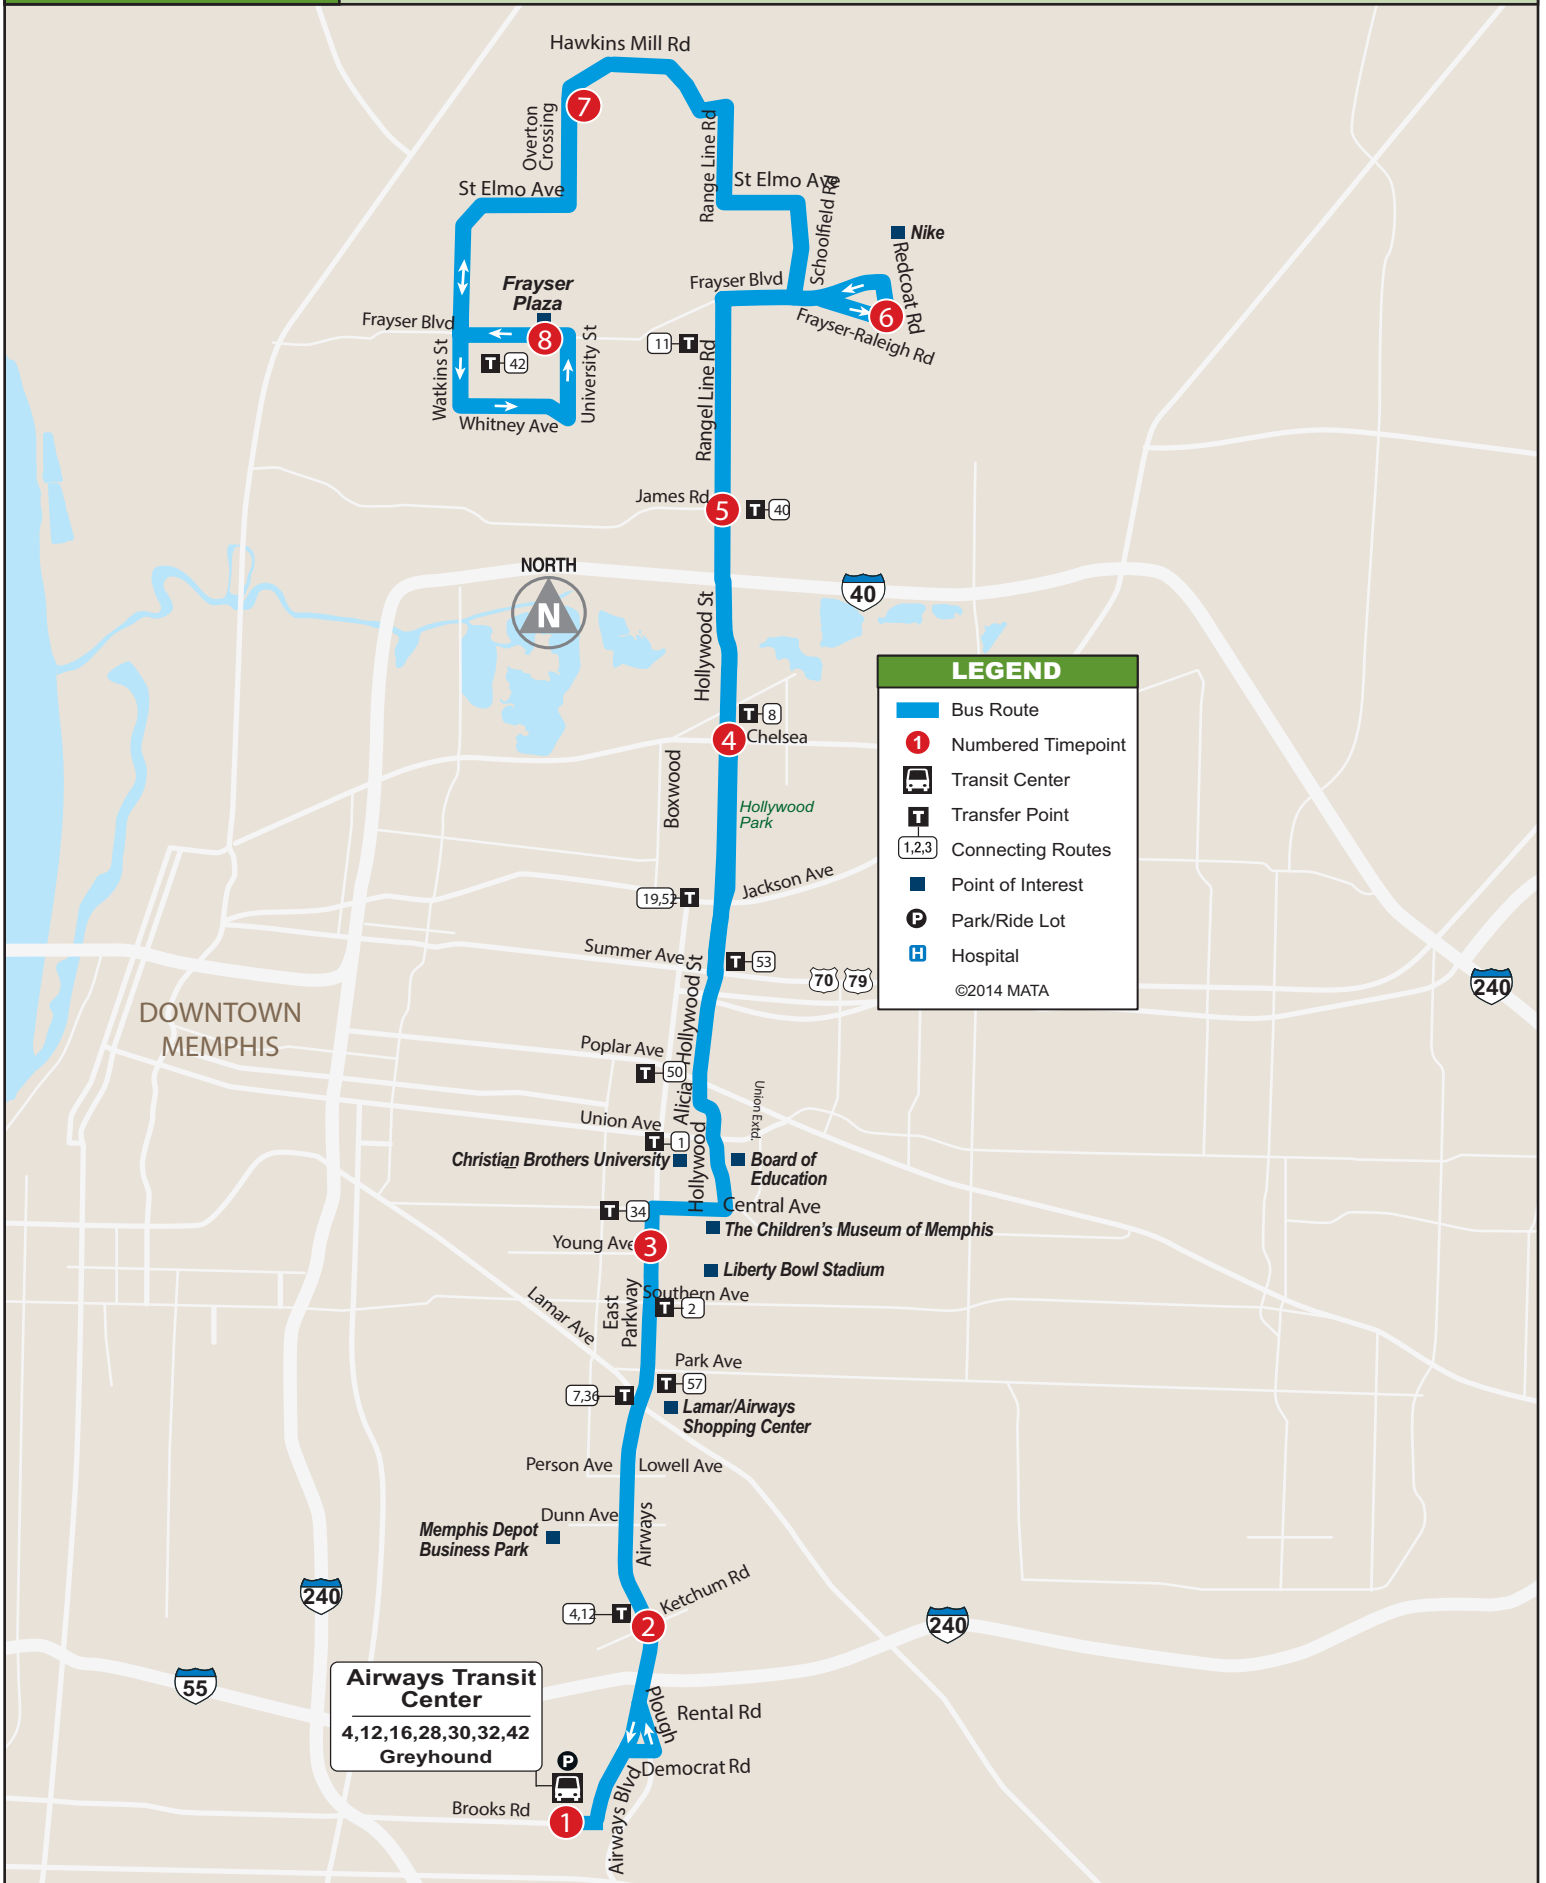 Hawkins Mill Rd
7
Overton
Crossing
Range Line Rd
St Elmo Ave
St Elmo Ave
Schoolfield Rd
Nike
Redcoat Rd
Frayser Blvd
Frayser
Plaza
6
Frayser-Raleigh Rd
Frayser Blvd
8
University St
11 T
T 42
Watkins St
Whitney Ave
Rangel Line Rd
James Rd
5
T 40
NORTH
N
40
Hollywood St
LEGEND
Bus Route
1 Numbered Timepoint
Transit Center
T Transfer Point
1,2,3 Connecting Routes
Point of Interest
P Park/Ride Lot
H Hospital
©2014 MATA
T 8
4
Chelsea
Boxwood
Hollywood
Park
Jackson Ave
19,52 T
Summer Ave
T 53
70
79
240
Hollywood St
DOWNTOWN
MEMPHIS
Poplar Ave
T 50
Alicia
Union Extd.
Union Ave
T 1
Hollywood
Christian Brothers University
Board of
Education
T 34
Central Ave
The Children's Museum of Memphis
Young Ave
3
Liberty Bowl Stadium
Southern Ave
T 2
East
Parkway
Lamar Ave
Park Ave
T 57
7,36 T
Lamar/Airways
Shopping Center
Person Ave
Lowell Ave
Dunn Ave
Memphis Depot
Business Park
Airways
Ketchum Rd
240
4,12 T
2
240
55
Airways Transit
Center
4,12,16,28,30,32,42
Greyhound
Plough
Rental Rd
Democrat Rd
P
Brooks Rd
1
Airways Blvd